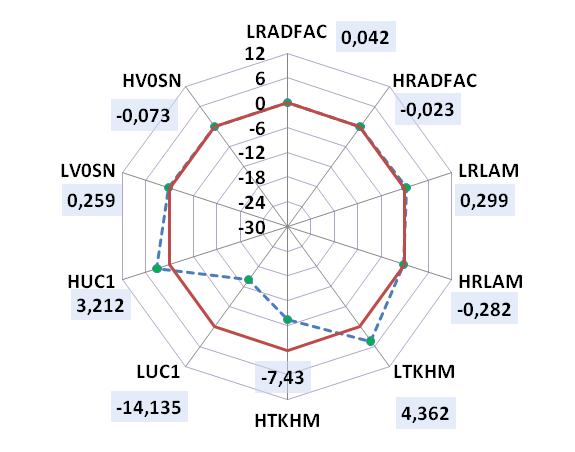 LRADFAC
0,042
12
HV0SN
6
HRADFAC
-0,073
0
-0,023
-6
-12
LV0SN
-18
LRLAM
0,259
-24
0,299
-30
HUC1
HRLAM
3,212
-0,282
LUC1
-7,43
LTKHM
-14,135
HTKHM
4,362